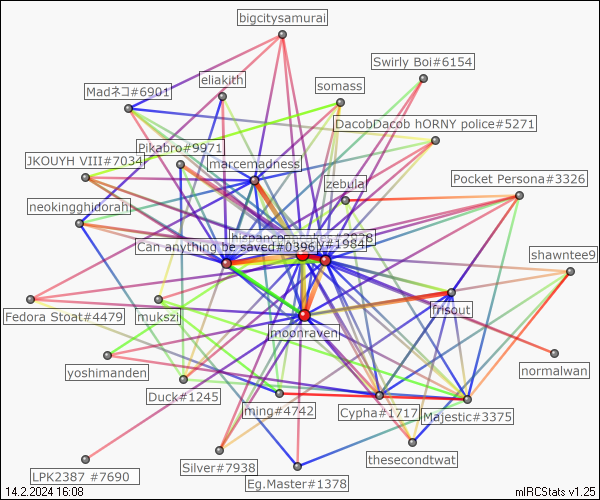 bigcitysamurai
Swirly Boi#6154
eliakith
somass
Madネコ#6901
DacobDacob hORNY police#5271
Pikabro#9971
JKOUYH VIII#7034
marcemadness
zebula
Pocket Persona#3326
neokingghidorah
Can anything be saved#0396
#1984
shawntee9
Fedora Stoat#4479
mukszi
frisout
moonraven
yoshimanden
normalwan
Duck#1245
ming#4742
Cypha#1717
Majestic#3375
thesecondtwat
Silver#7938
LPK2387 #7690
Eg.Master#1378
14.2.2024 16:08
mIRCStats v1.25